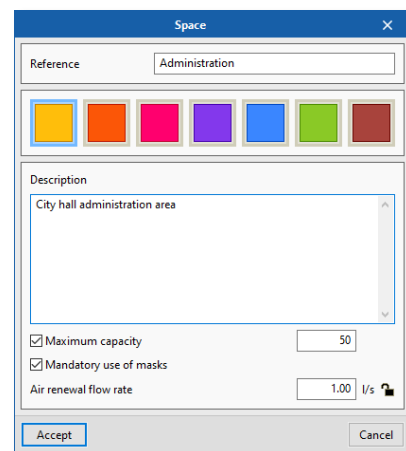 Space
Reference Administration
Description
City hall administration area
Maximum capacity 50
Mandatory use of masks
Air renewal flow rate 1.00 l/s
Accept Cancel